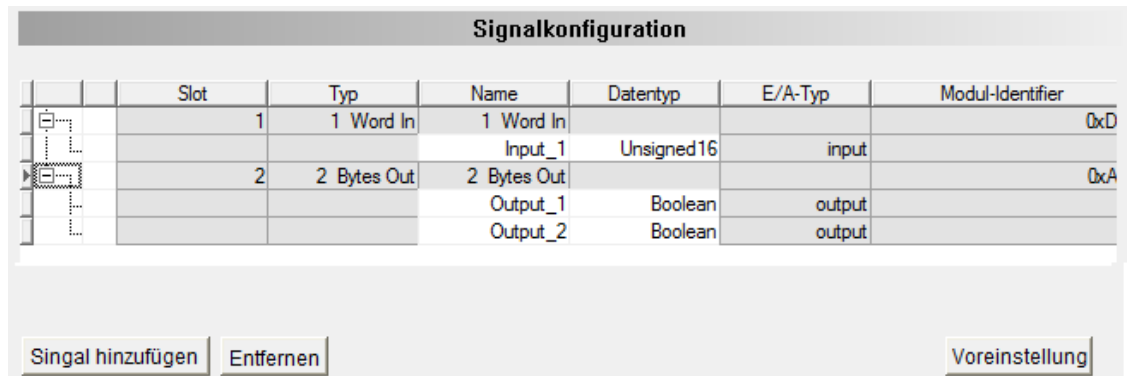 Signalkonfiguration
Slot Typ Name Datentyp E/A-Typ Modul-Identifier
1 1 Word In 1 Word In 0xD
Input_1 Unsigned16 input
2 2 Bytes Out 2 Bytes Out 0xA
Output_1 Boolean output
Output_2 Boolean output
Singal hinzufügen Entfernen Voreinstellung